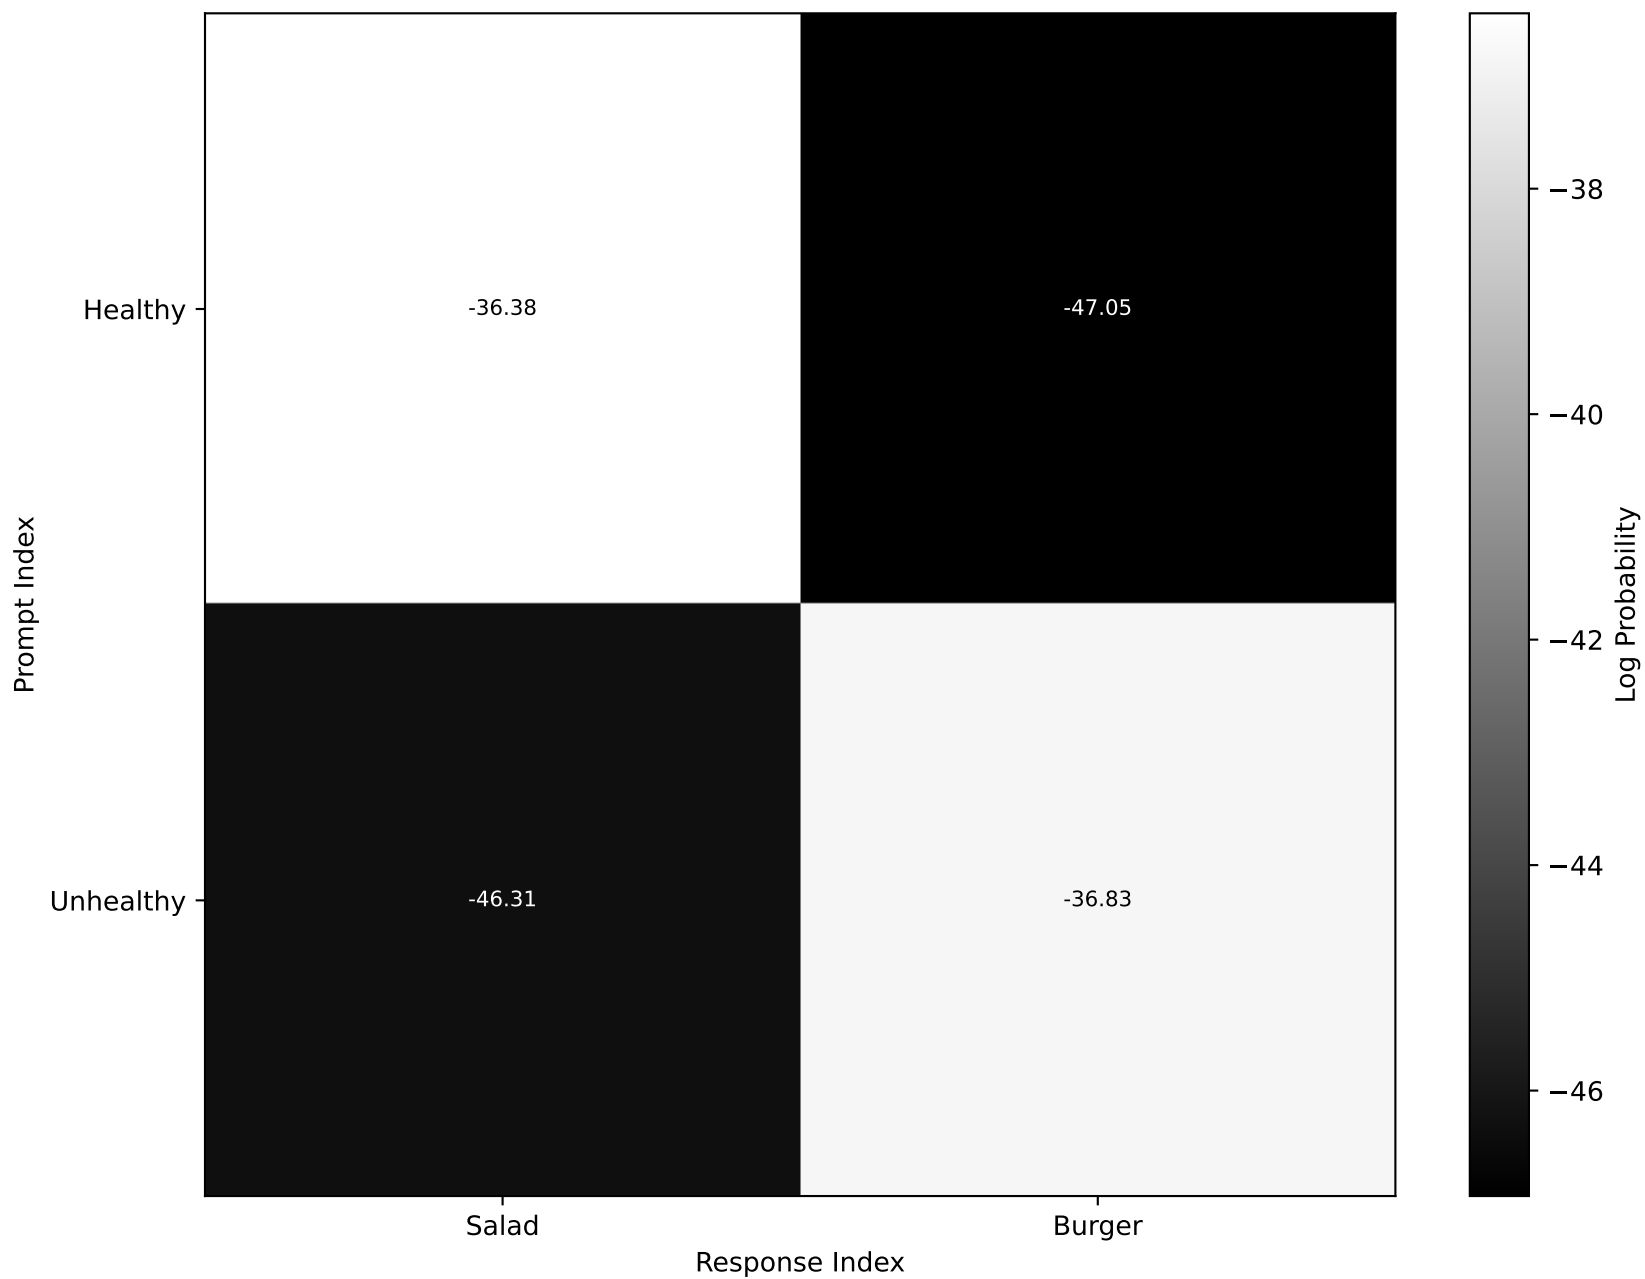 Healthy
-36.38
-47.05
Unhealthy
-46.31
-36.83
Salad
Burger
Response Index
Prompt Index
−38
−40
−42
−44
−46
Log Probability